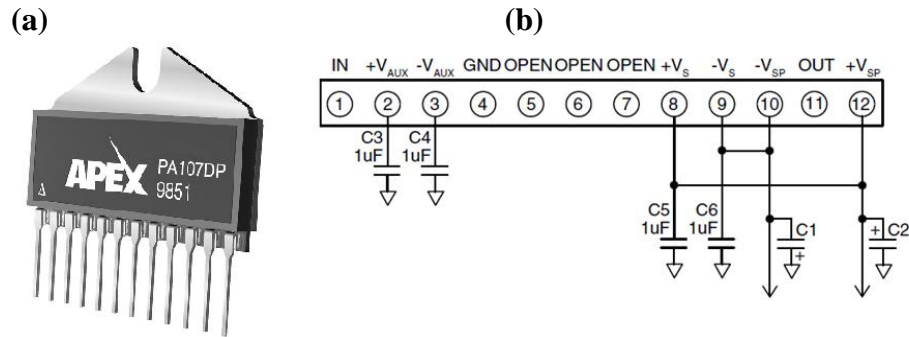 (a)
(b)
APEX
PA107DP
9851
Δ
IN +VAUX -VAUX GND OPEN OPEN OPEN +VS -VS -VSP OUT +VSP
1 2 3 4 5 6 7 8 9 10 11 12
C3
1uF
C4
1uF
C5
1uF
C6
1uF
C1
+
+
C2